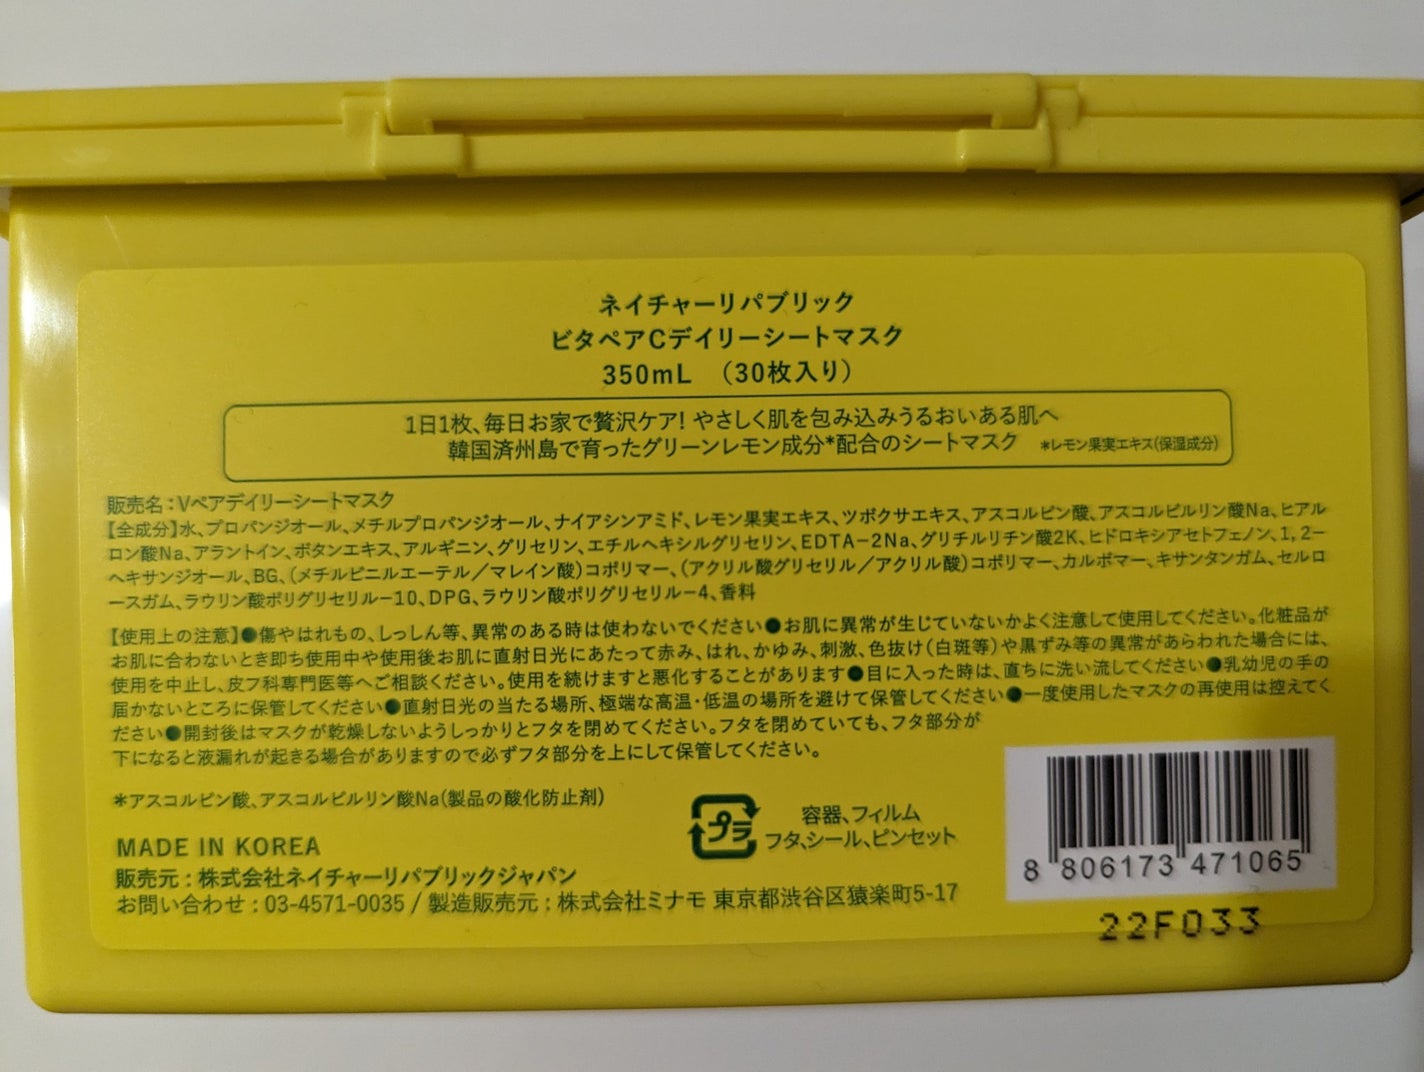 ネイチャーリパブリック
ビタペアCデイリーシートマスク
350mL （30枚入り）
1日1枚、毎日お家で贅沢ケア! やさしく肌を包み込みうるおいある肌へ
韓国済州島で育ったグリーンレモン成分*配合のシートマスク *レモン果実エキス(保湿成分)
販売名：Vペアデイリーシートマスク
【全成分】水、プロパンジオール、メチルプロパンジオール、ナイアシンアミド、レモン果実エキス、ツボクサエキス、アスコルビン酸、アスコルビルリン酸Na、ヒアル
ロン酸Na、アラントイン、ボタンエキス、アルギニン、グリセリン、エチルヘキシルグリセリン、EDTA−2Na、グリチルリチン酸2K、ヒドロキシアセトフェノン、1,2−
ヘキサンジオール、BG、(メチルビニルエーテル／マレイン酸)コポリマー、(アクリル酸グリセリル／アクリル酸)コポリマー、カルボマー、キサンタンガム、セルロ
ースガム、ラウリン酸ポリグリセリル−10、DPG、ラウリン酸ポリグリセリル−4、香料
【使用上の注意】●傷やはれもの、しっしん等、異常のある時は使わないでください●お肌に異常が生じていないかよく注意して使用してください。化粧品が
お肌に合わないとき即ち使用中や使用後お肌に直射日光にあたって赤み、はれ、かゆみ、刺激、色抜け(白斑等)や黒ずみ等の異常があらわれた場合には、
使用を中止し、皮フ科専門医等へご相談ください。使用を続けますと悪化することがあります●目に入った時は、直ちに洗い流してください●乳幼児の手の
届かないところに保管してください●直射日光の当たる場所、極端な高温・低温の場所を避けて保管してください●一度使用したマスクの再使用は控えてく
ださい●開封後はマスクが乾燥しないようしっかりとフタを閉めてください。フタを閉めていても、フタ部分が
下になると液漏れが起きる場合がありますので必ずフタ部分を上にして保管してください。
*アスコルビン酸、アスコルビルリン酸Na(製品の酸化防止剤)
プラ
容器、フィルム
フタ、シール、ピンセット
MADE IN KOREA
販売元：株式会社ネイチャーリパブリックジャパン
お問い合わせ：03-4571-0035 / 製造販売元：株式会社ミナモ 東京都渋谷区猿楽町5-17
8 806173 471065
22F033